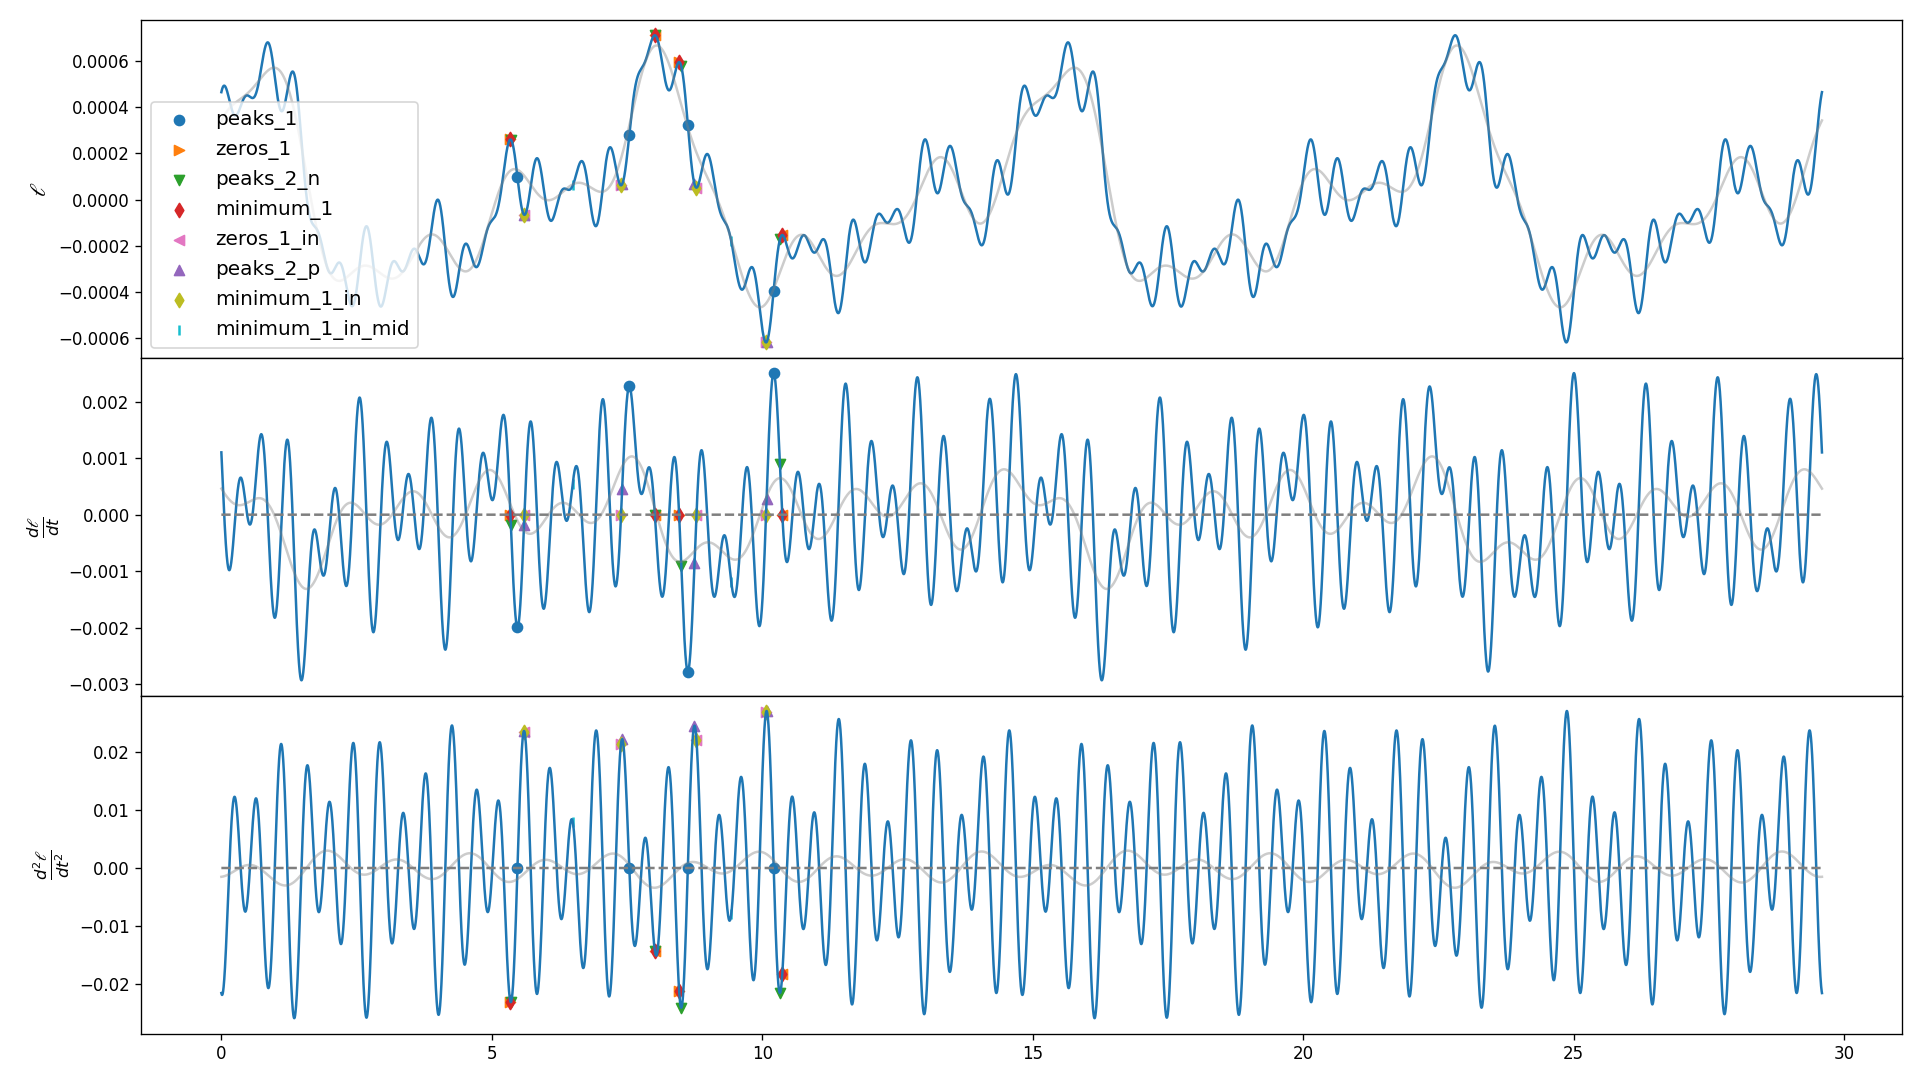 ℓ
0.0006
0.0004
0.0002
0.0000
−0.0002
−0.0004
−0.0006
peaks_1
zeros_1
peaks_2_n
minimum_1
zeros_1_in
peaks_2_p
minimum_1_in
minimum_1_in_mid
dℓ
dt
0.002
0.001
0.000
−0.001
−0.002
−0.003
d²ℓ
dt²
0.02
0.01
0.00
−0.01
−0.02
0 5 10 15 20 25 30